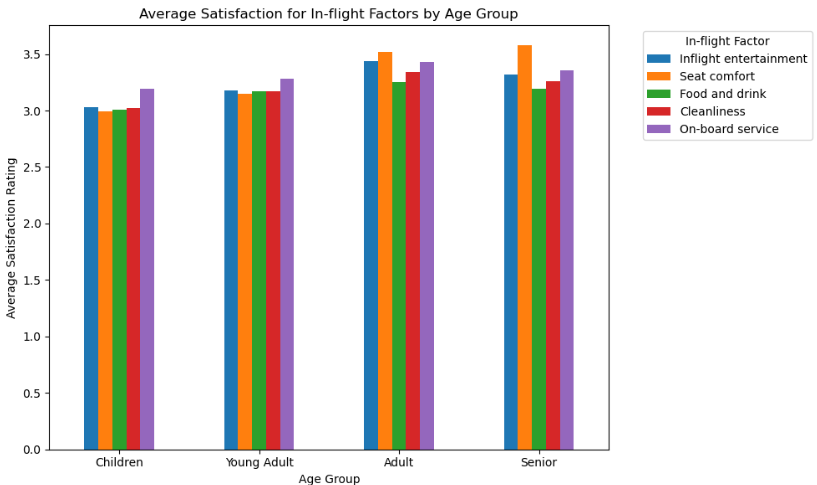 Average Satisfaction for In-flight Factors by Age Group
In-flight Factor
Inflight entertainment
Seat comfort
Food and drink
Cleanliness
On-board service
Average Satisfaction Rating
3.5
3.0
2.5
2.0
1.5
1.0
0.5
0.0
Children
Young Adult
Adult
Senior
Age Group